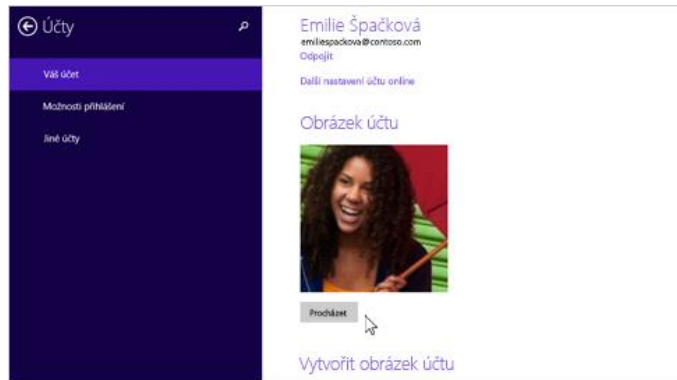 Účty
Váš účet
Možnosti přihlášení
Jiné účty
Emilie Špačková
emiliespackova@contoso.com
Odpojit
Další nastavení účtu online
Obrázek účtu
Procházet
Vytvořit obrázek účtu